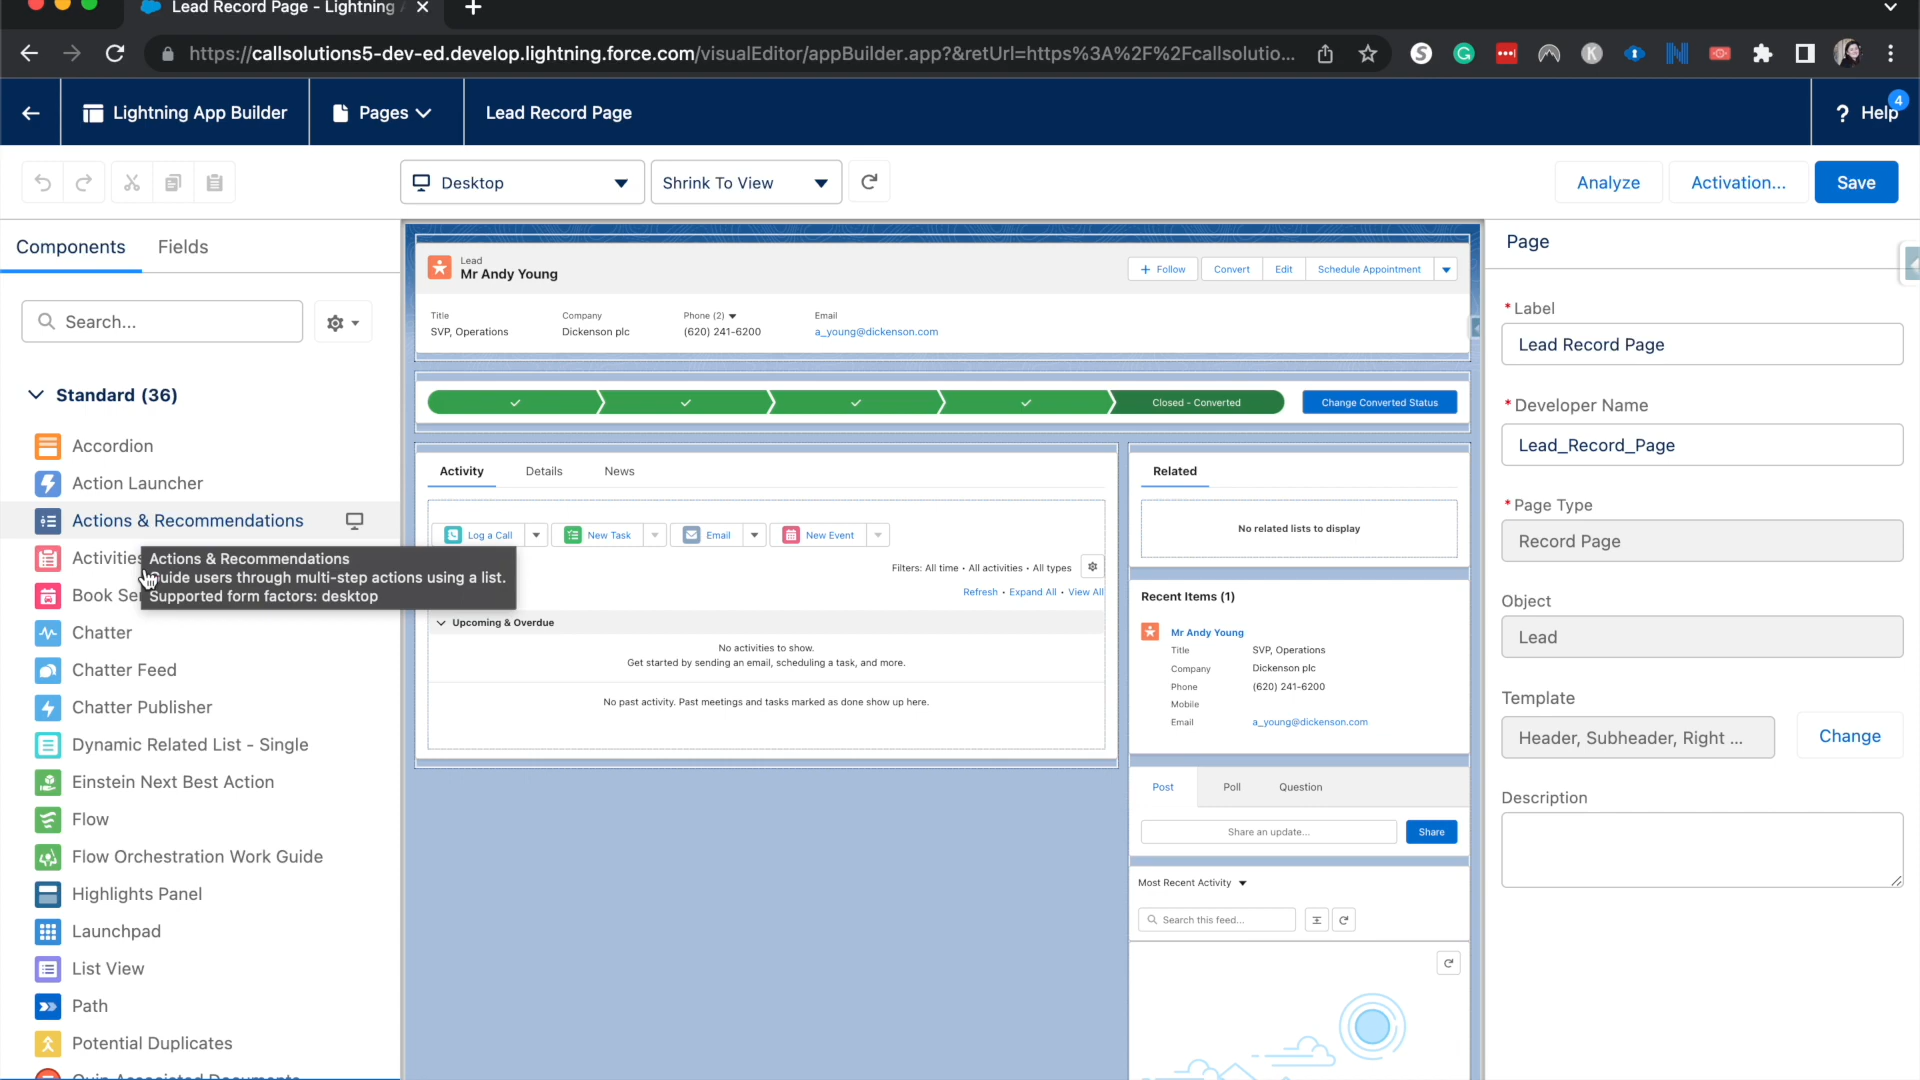 Lead Record Page - Lightning
https://callsolutions5-dev-ed.develop.lightning.force.com/visualEditor/appBuilder.app?&retUrl=https%3A%2F%2Fcallsolutio...
Lightning App Builder
Pages
Lead Record Page
? Help
4
Desktop
Shrink To View
Analyze
Activation...
Save
Components
Fields
Search...
Standard (36)
Accordion
Action Launcher
Actions & Recommendations
Activities
Actions & Recommendations
Guide users through multi-step actions using a list.
Supported form factors: desktop
Book Se
Chatter
Chatter Feed
Chatter Publisher
Dynamic Related List - Single
Einstein Next Best Action
Flow
Flow Orchestration Work Guide
Highlights Panel
Launchpad
List View
Path
Potential Duplicates
Lead
Mr Andy Young
+ Follow
Convert
Edit
Schedule Appointment
Title
SVP, Operations
Company
Dickenson plc
Phone (2)
(620) 241-6200
Email
a_young@dickenson.com
Closed - Converted
Change Converted Status
Activity
Details
News
Log a Call
New Task
Email
New Event
Filters: All time • All activities • All types
Refresh • Expand All • View All
Upcoming & Overdue
No activities to show.
Get started by sending an email, scheduling a task, and more.
No past activity. Past meetings and tasks marked as done show up here.
Related
No related lists to display
Recent Items (1)
Mr Andy Young
Title SVP, Operations
Company Dickenson plc
Phone (620) 241-6200
Mobile
Email a_young@dickenson.com
Post
Poll
Question
Share an update...
Share
Most Recent Activity
Search this feed...
Page
* Label
Lead Record Page
* Developer Name
Lead_Record_Page
* Page Type
Record Page
Object
Lead
Template
Header, Subheader, Right ...
Change
Description